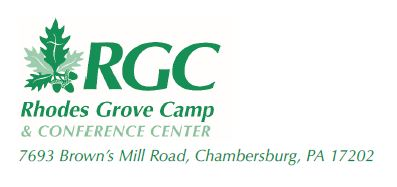 RGC
Rhodes Grove Camp
& CONFERENCE CENTER
7693 Brown's Mill Road, Chambersburg, PA 17202